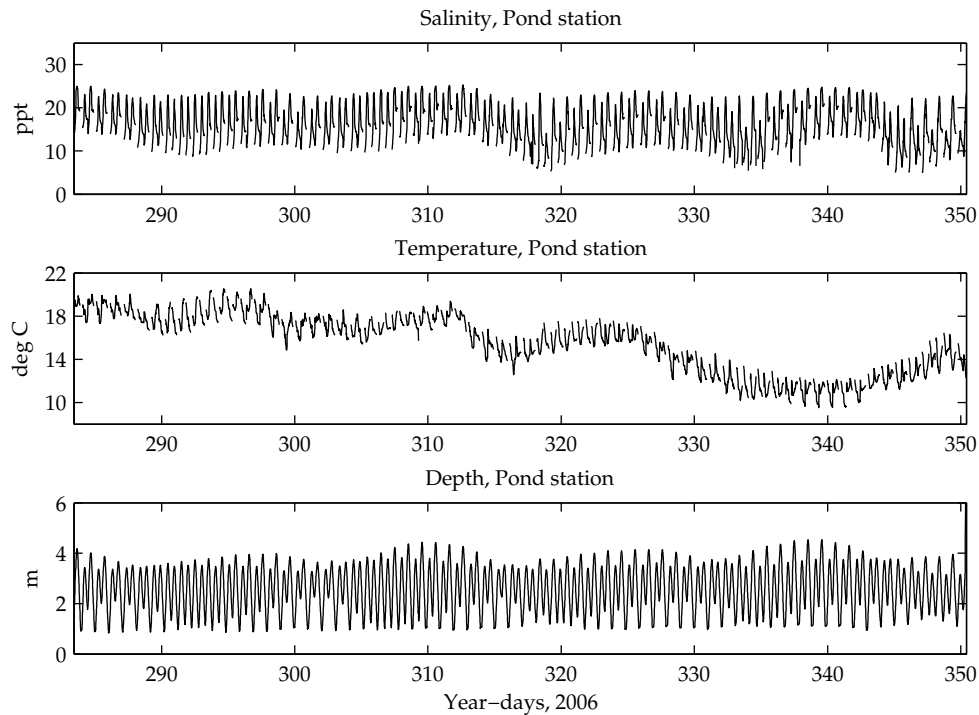 Salinity, Pond station
30
20
10
0
ppt
290 300 310 320 330 340 350
Temperature, Pond station
22
18
14
10
deg C
290 300 310 320 330 340 350
Depth, Pond station
6
4
2
0
m
290 300 310 320 330 340 350
Year−days, 2006